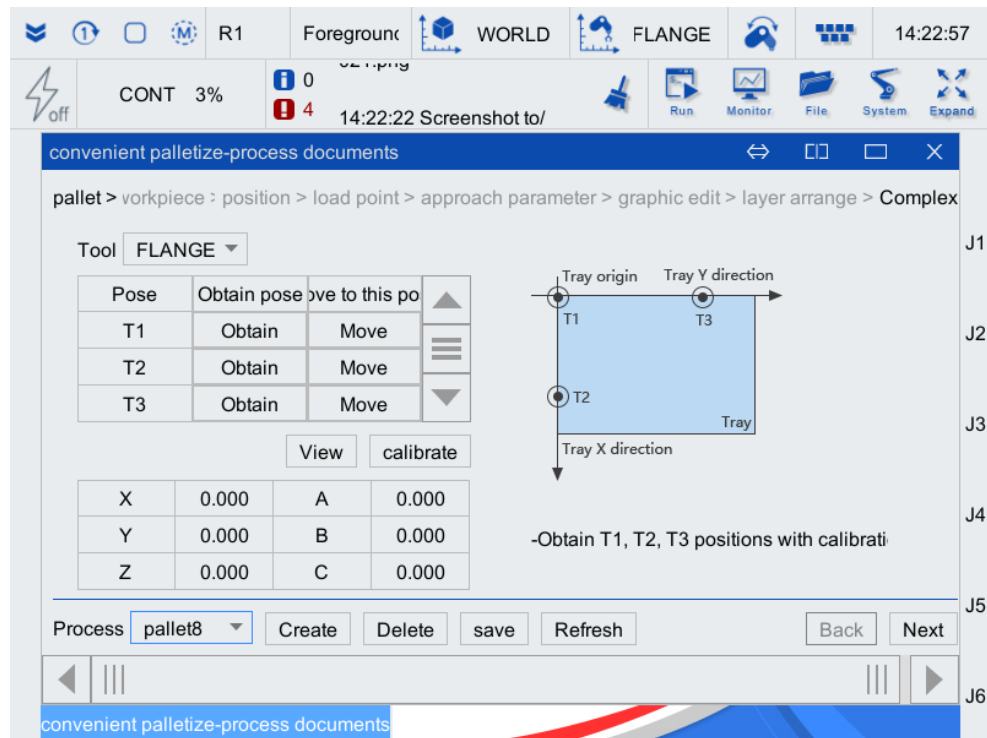 1 M R1 Foregroun WORLD FLANGE 14:22:57
off CONT 3% 0
4 14:22:22 Screenshot to/
Run Monitor File System Expand
convenient palletize-process documents
pallet > vorkpiece : position > load point > approach parameter > graphic edit > layer arrange > Complex
Tool FLANGE
Pose Obtain pose ove to this po
T1 Obtain Move
T2 Obtain Move
T3 Obtain Move
View calibrate
X 0.000 A 0.000
Y 0.000 B 0.000
Z 0.000 C 0.000
Tray origin Tray Y direction
T1 T3
T2
Tray
Tray X direction
-Obtain T1, T2, T3 positions with calibrati
J1
J2
J3
J4
J5
J6
Process pallet8 Create Delete save Refresh Back Next
convenient palletize-process documents